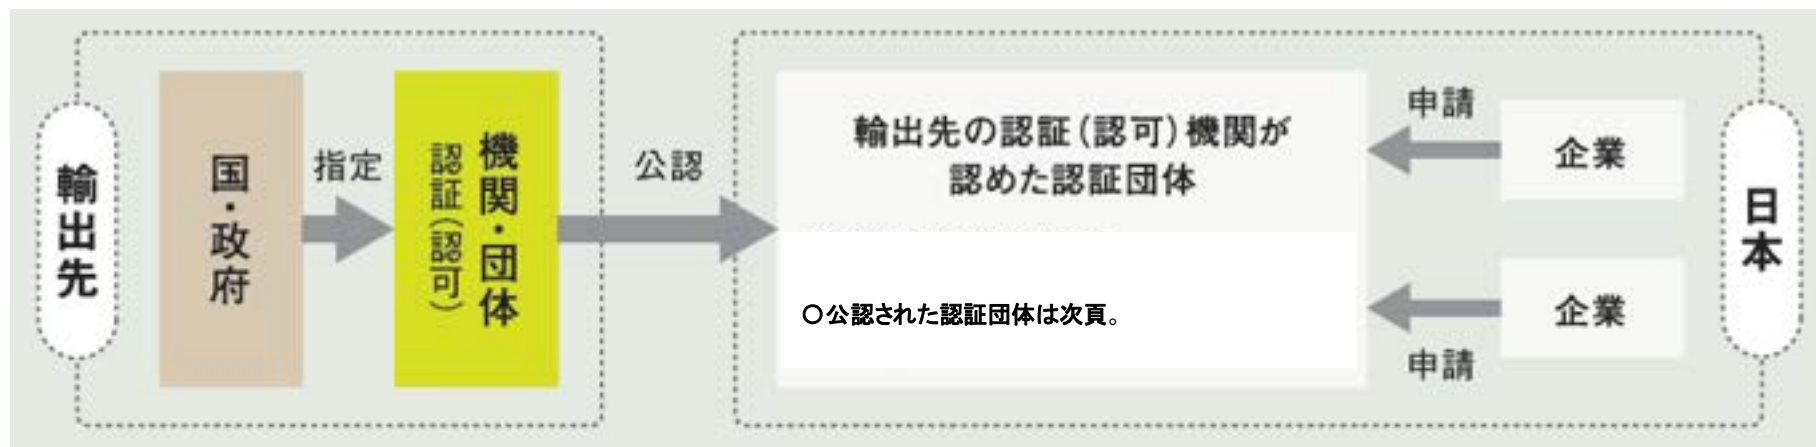 輸出先
国・政府
指定
機関・団体
認証(認可)
公認
輸出先の認証(認可)機関が
認めた認証団体
〇公認された認証団体は次頁。
申請
企業
企業
申請
日本